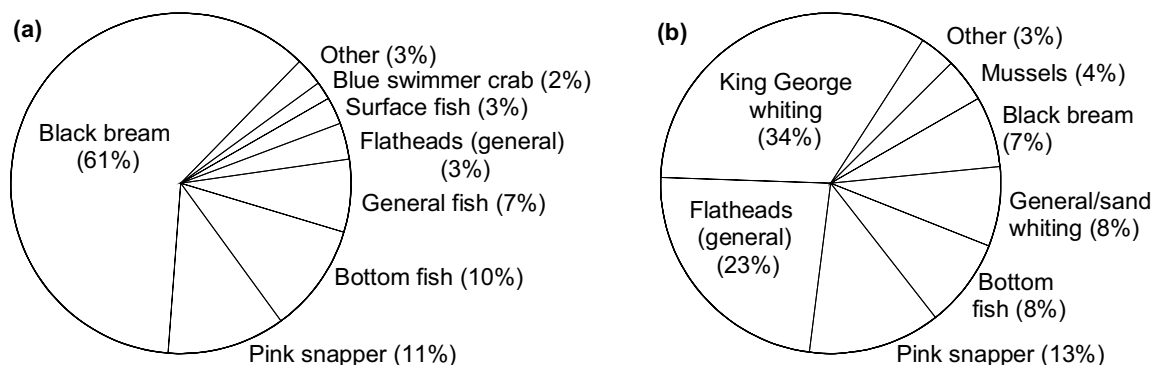 (a)
Other (3%)
Blue swimmer crab (2%)
Surface fish (3%)
Flatheads (general)
(3%)
General fish (7%)
Bottom fish (10%)
Pink snapper (11%)
Black bream
(61%)
(b)
Other (3%)
Mussels (4%)
Black bream
(7%)
General/sand
whiting (8%)
Bottom
fish (8%)
Pink snapper (13%)
Flatheads
(general)
(23%)
King George
whiting
(34%)